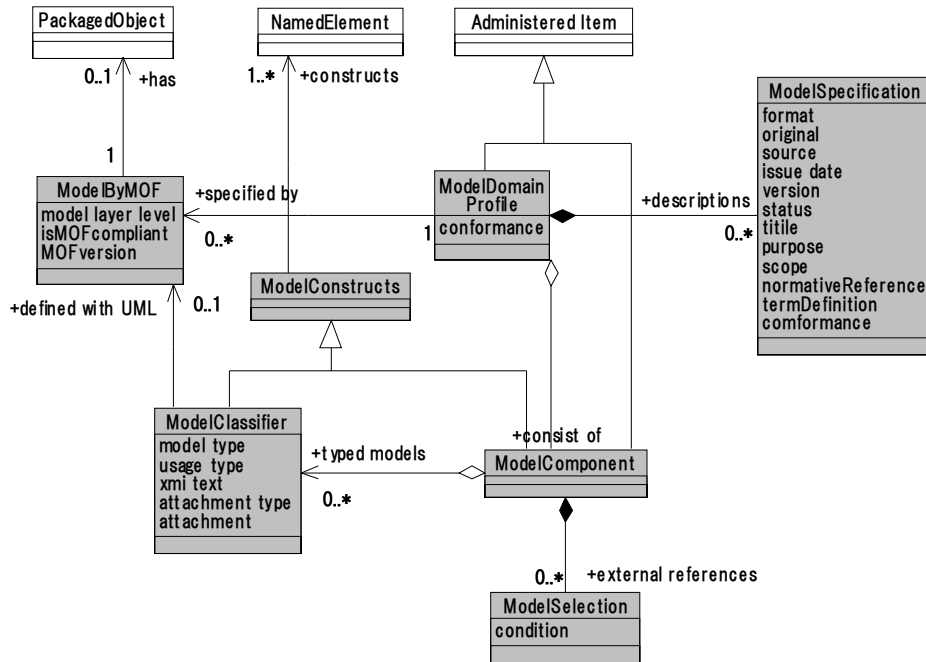 PackagedObject
NamedElement
Administered Item
0..1
+has
1..*
+constructs
ModelSpecification
format
original
source
issue date
version
status
titile
purpose
scope
normativeReference
termDefinition
comformance
1
ModelByMOF
model layer level
isMOFcompliant
MOFversion
+specified by
0..*
ModelDomain
Profile
conformance
1
+descriptions
0..*
ModelConstructs
+defined with UML
0..1
ModelClassifier
model type
usage type
xmi text
attachment type
attachment
+typed models
0..*
+consist of
ModelComponent
0..*
+external references
ModelSelection
condition